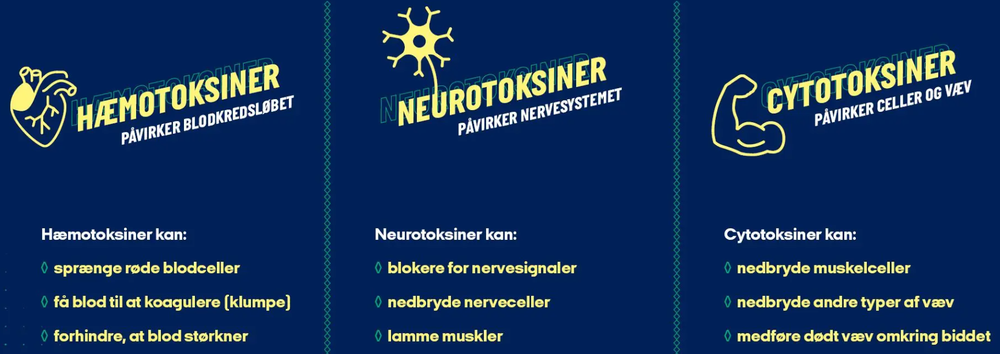 HÆMOTOKSINER
PÅVIRKER BLODKREDSLØBET
Hæmotoksiner kan:
◊ sprænge røde blodceller
◊ få blod til at koagulere (klumpe)
◊ forhindre, at blod størkner
NEUROTOKSINER
PÅVIRKER NERVESYSTEMET
Neurotoksiner kan:
◊ blokere for nervesignaler
◊ nedbryde nerveceller
◊ lamme muskler
CYTOTOKSINER
PÅVIRKER CELLER OG VÆV
Cytotoksiner kan:
◊ nedbryde muskelceller
◊ nedbryde andre typer af væv
◊ medføre dødt væv omkring biddet